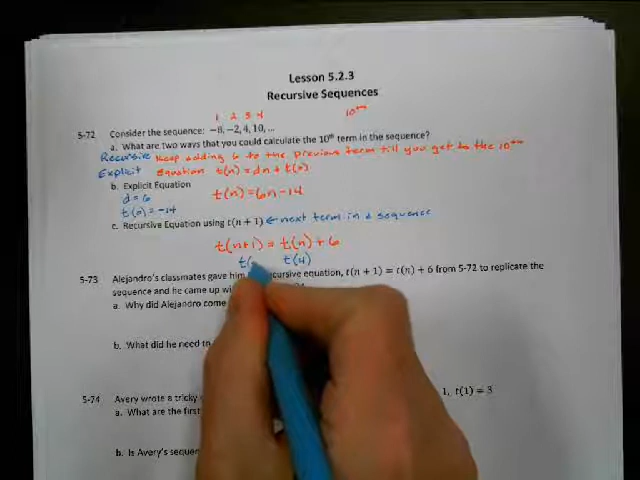 Lesson 5.2.3
Recursive Sequences
1 2 3 4 10th
5-72 Consider the sequence: −8, −2, 4, 10, ...
a. What are two ways that you could calculate the 10th term in the sequence?
Recursive Keep adding 6 to the previous term till you get to the 10th
Explicit Equation t(n) = dn + t(0)
b. Explicit Equation t(n) = 6n - 14
d = 6
t(0) = -14
c. Recursive Equation using t(n + 1) ← next term in a sequence
t(n+1) = t(n) + 6
t( t(4)
5-73 Alejandro's classmates gave him recursive equation, t(n + 1) = t(n) + 6 from 5-72 to replicate the
sequence and he came up wi
a. Why did Alejandro come
b. What did he need to
5-74 Avery wrote a tricky 1, t(1) = 3
a. What are the first
b. Is Avery's sequen